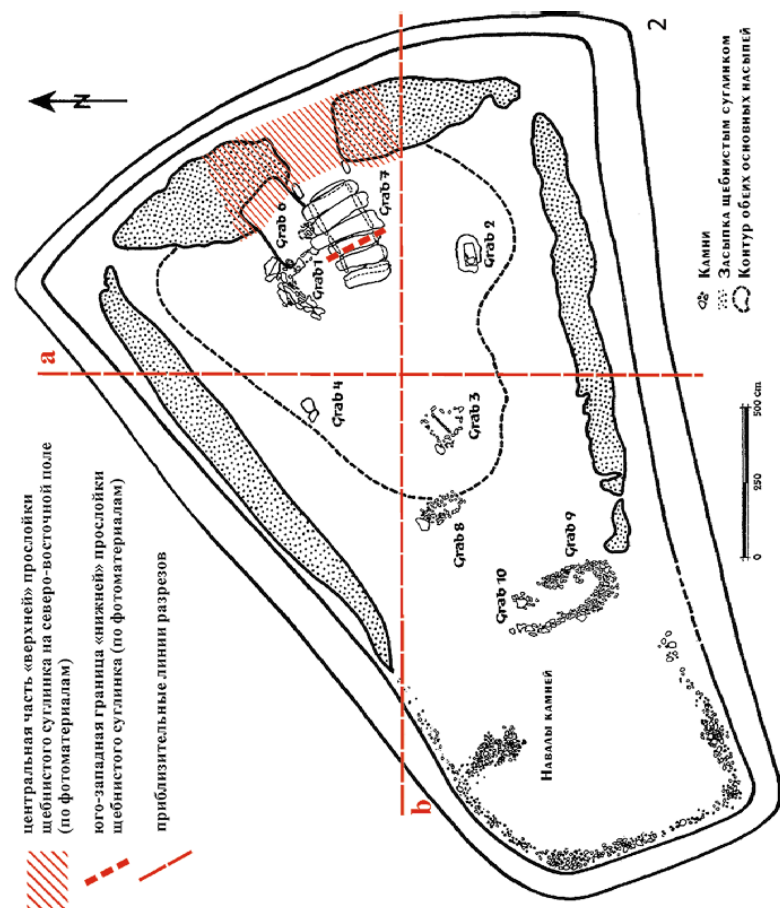 центральная часть «верхней» прослойки
щебнистого суглинка на северо-восточной поле
(по фотоматериалам)
юго-западная граница «нижней» прослойки
щебнистого суглинка (по фотоматериалам)
приблизительные линии разрезов
N
2
a
b
Grab 6
Grab 1
Grab 7
Grab 2
Grab 4
Grab 3
Grab 8
Grab 9
Grab 10
Навалы камней
0 250 500 cm
Камни
Засыпка щебнистым суглинком
Контур обеих основных насыпей